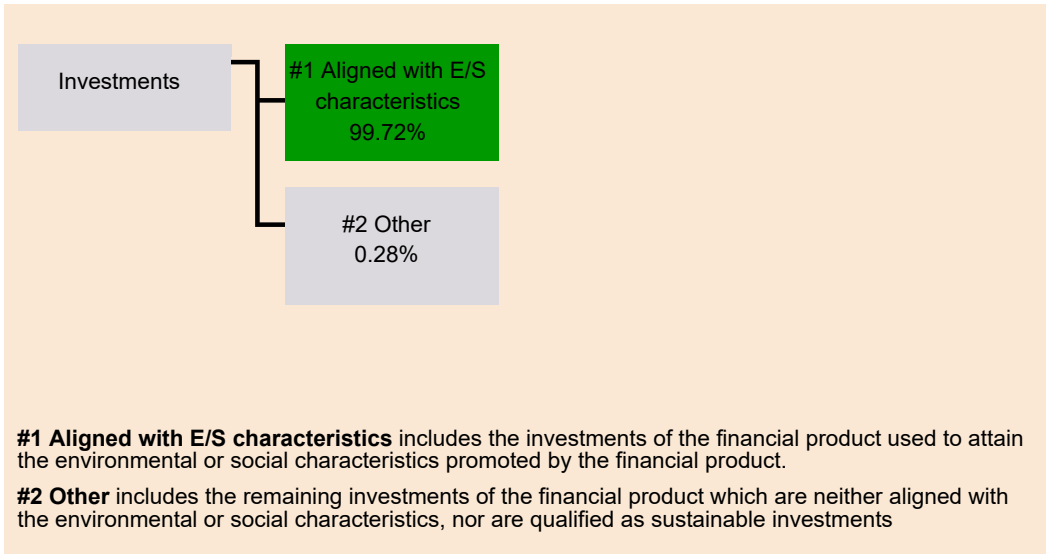 Investments
#1 Aligned with E/S
characteristics
99.72%
#2 Other
0.28%
#1 Aligned with E/S characteristics includes the investments of the financial product used to attain
the environmental or social characteristics promoted by the financial product.
#2 Other includes the remaining investments of the financial product which are neither aligned with
the environmental or social characteristics, nor are qualified as sustainable investments